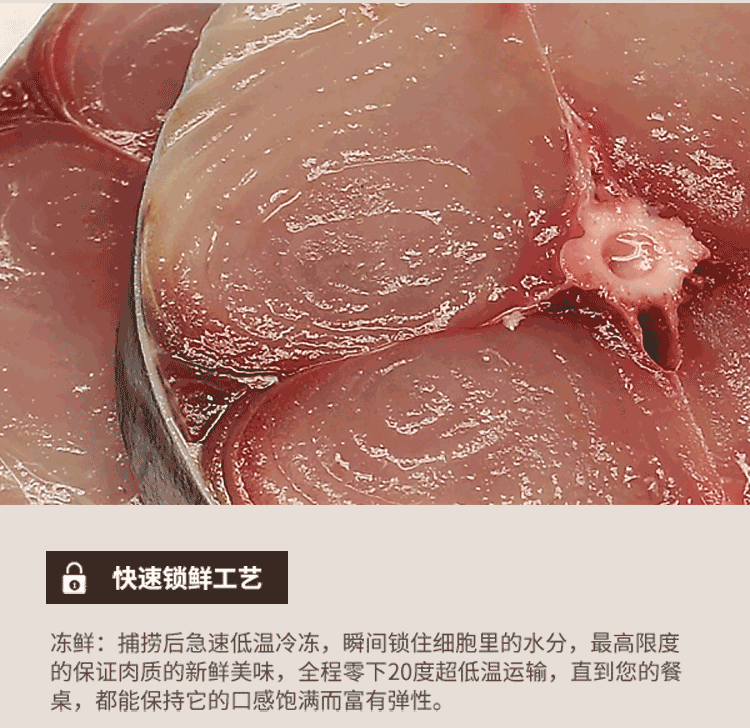 快速锁鲜工艺
冻鲜：捕捞后急速低温冷冻，瞬间锁住细胞里的水分，最高限度
的保证肉质的新鲜美味，全程零下20度超低温运输，直到您的餐
桌，都能保持它的口感饱满而富有弹性。